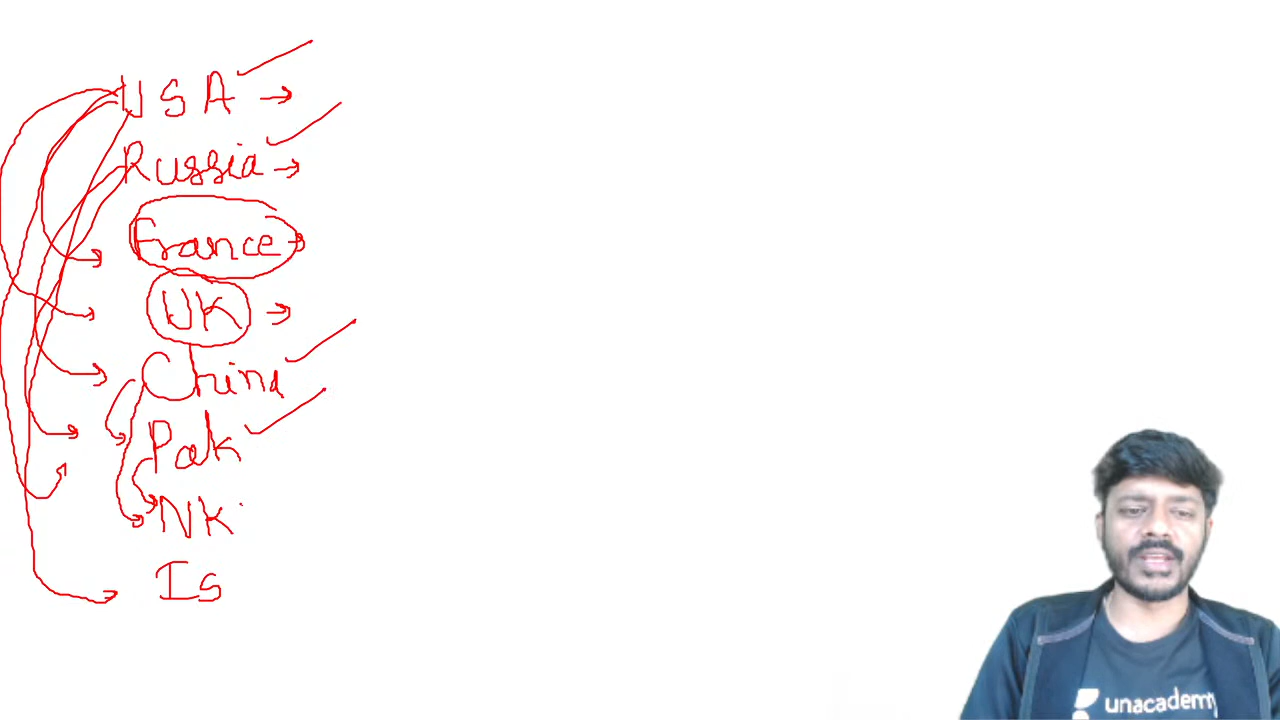 USA →
Russia →
France →
UK →
China
Pak
NK
Is
unacademy